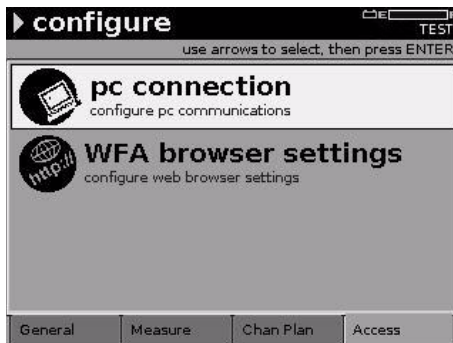 configure
E
TEST
use arrows to select, then press ENTER
pc connection
configure pc communications
http://
WFA browser settings
configure web browser settings
General
Measure
Chan Plan
Access